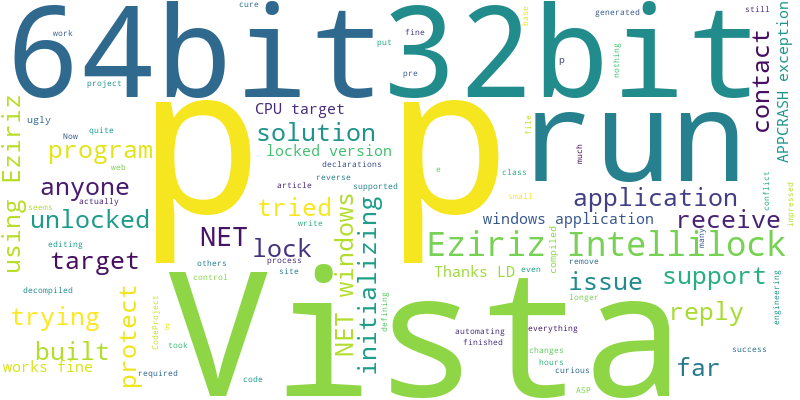 64bit 32bit
p p run
Vista
contact
APPCRASH exception
cure
work
fine
put
pre
base
p
generated
nothing
still
project
ugly
Now
quite
web
CPU target
solution
locked version
reverse
declarations
article
supported
e
class
file
much
using Eziriz
program
anyone
actually
unlocked
seems
editing
target
others
process
site
NET
lock
tried
write
NET windows
initializing
defining
application
windows application
receive
many
small
conflict
impressed
Eziriz Intellilock
Thanks LD
even
compiled
issue
remove
longer
support
engineering
decompiled
trying
protect
control
g
CodeProject
took
built
works fine
required
code
automating
finished
everything
changes
hours
curious
ASP
reply
far
success